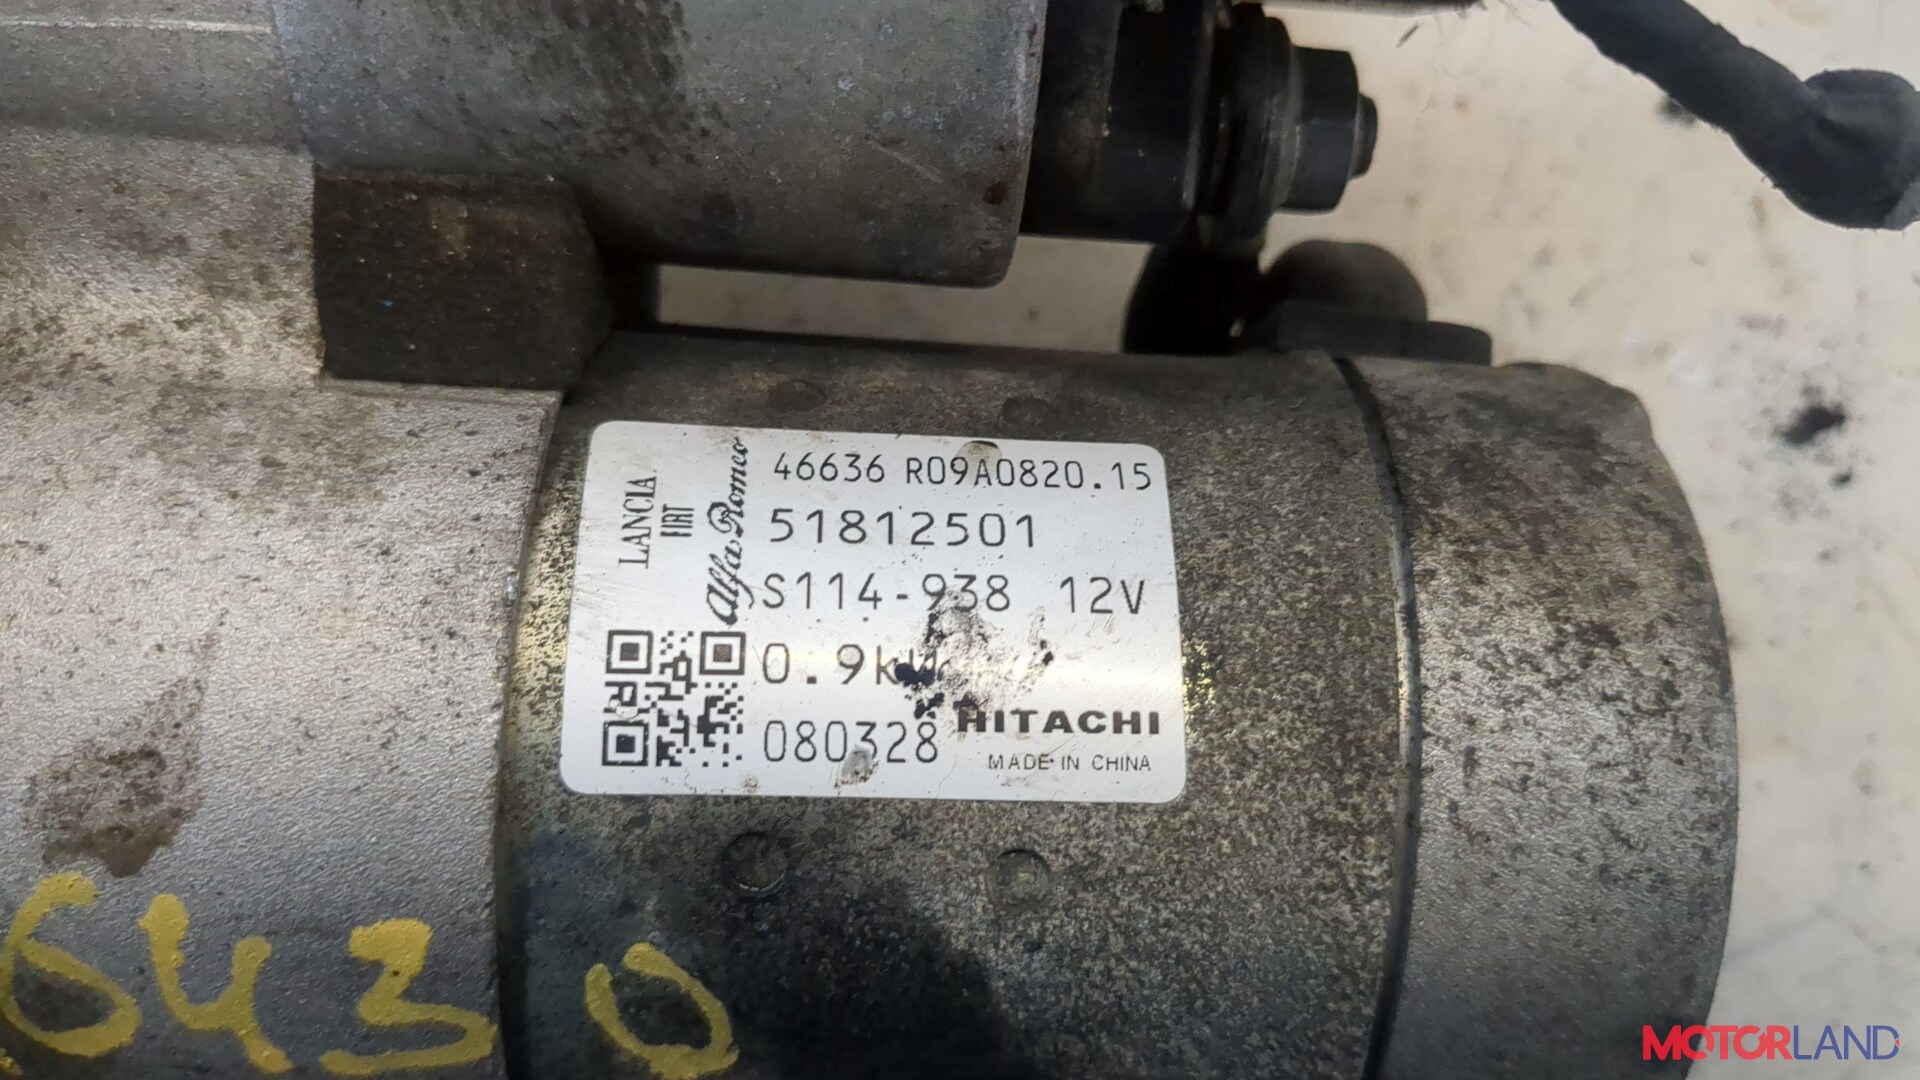 LANCIA
FIAT
Alfa Romeo
46636 R09A0820.15
51812501
S114-938 12V
0.9kW
080328
HITACHI
MADE IN CHINA
6430
MOTORLAND